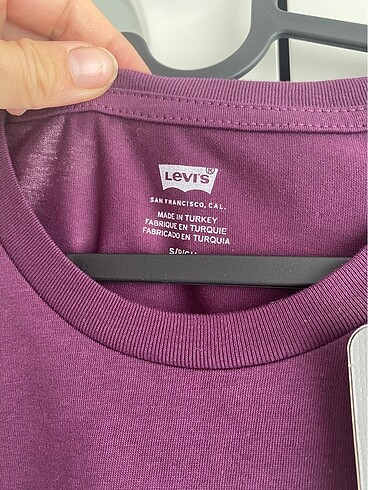 Levi's®
SAN FRANCISCO, CAL.
MADE IN TURKEY
FABRIQUE EN TURQUIE
FABRICADO EN TURQUIA